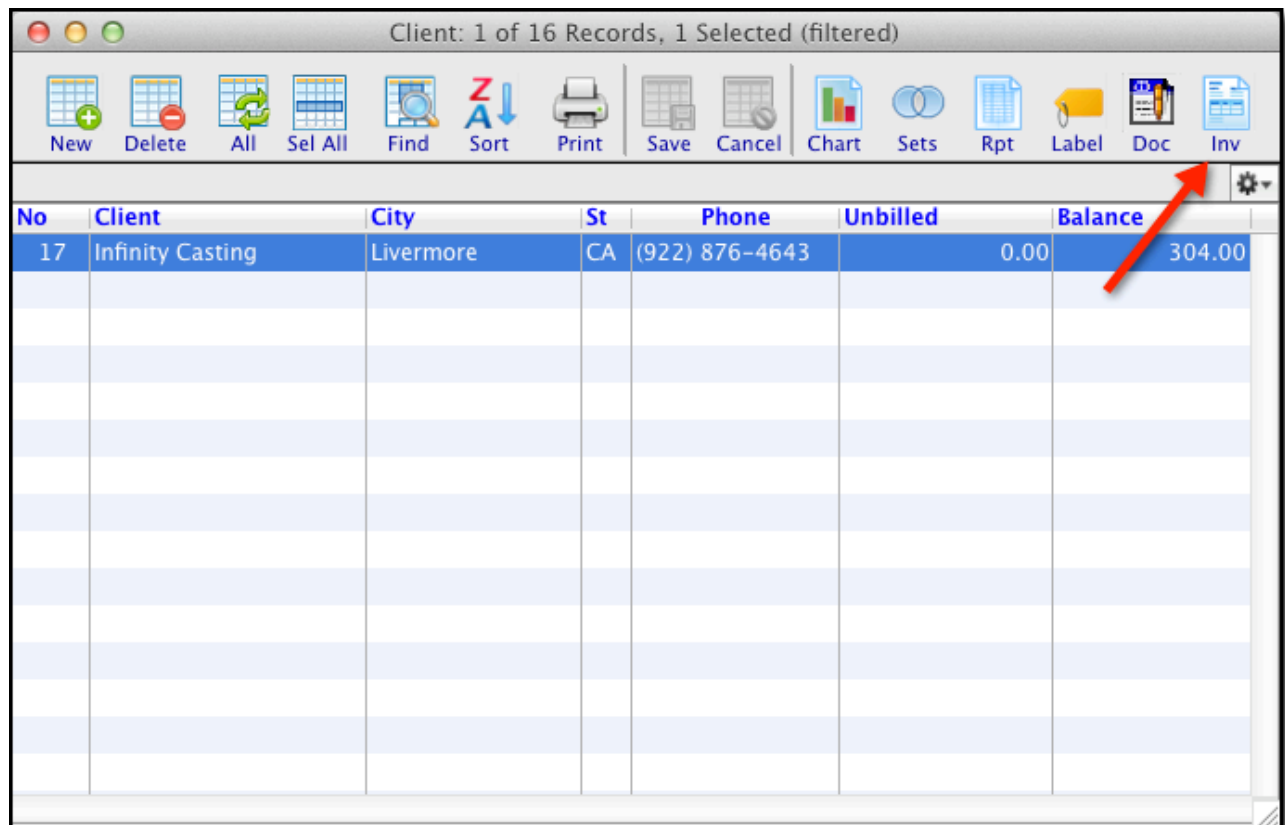 Client: 1 of 16 Records, 1 Selected (filtered)
New Delete All Sel All Find Sort Print Save Cancel Chart Sets Rpt Label Doc Inv
No Client City St Phone Unbilled Balance
17 Infinity Casting Livermore CA (922) 876-4643 0.00 304.00